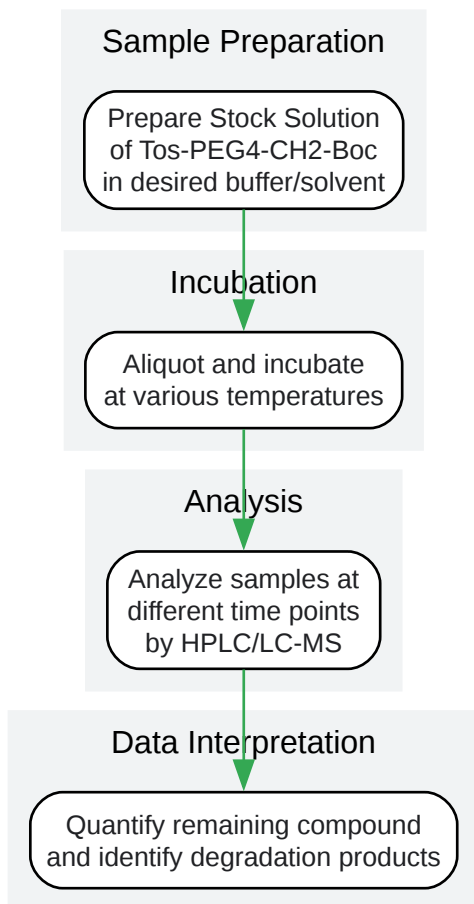 Sample Preparation
Prepare Stock Solution
of Tos-PEG4-CH2-Boc
in desired buffer/solvent
Incubation
Aliquot and incubate
at various temperatures
Analysis
Analyze samples at
different time points
by HPLC/LC-MS
Data Interpretation
Quantify remaining compound
and identify degradation products